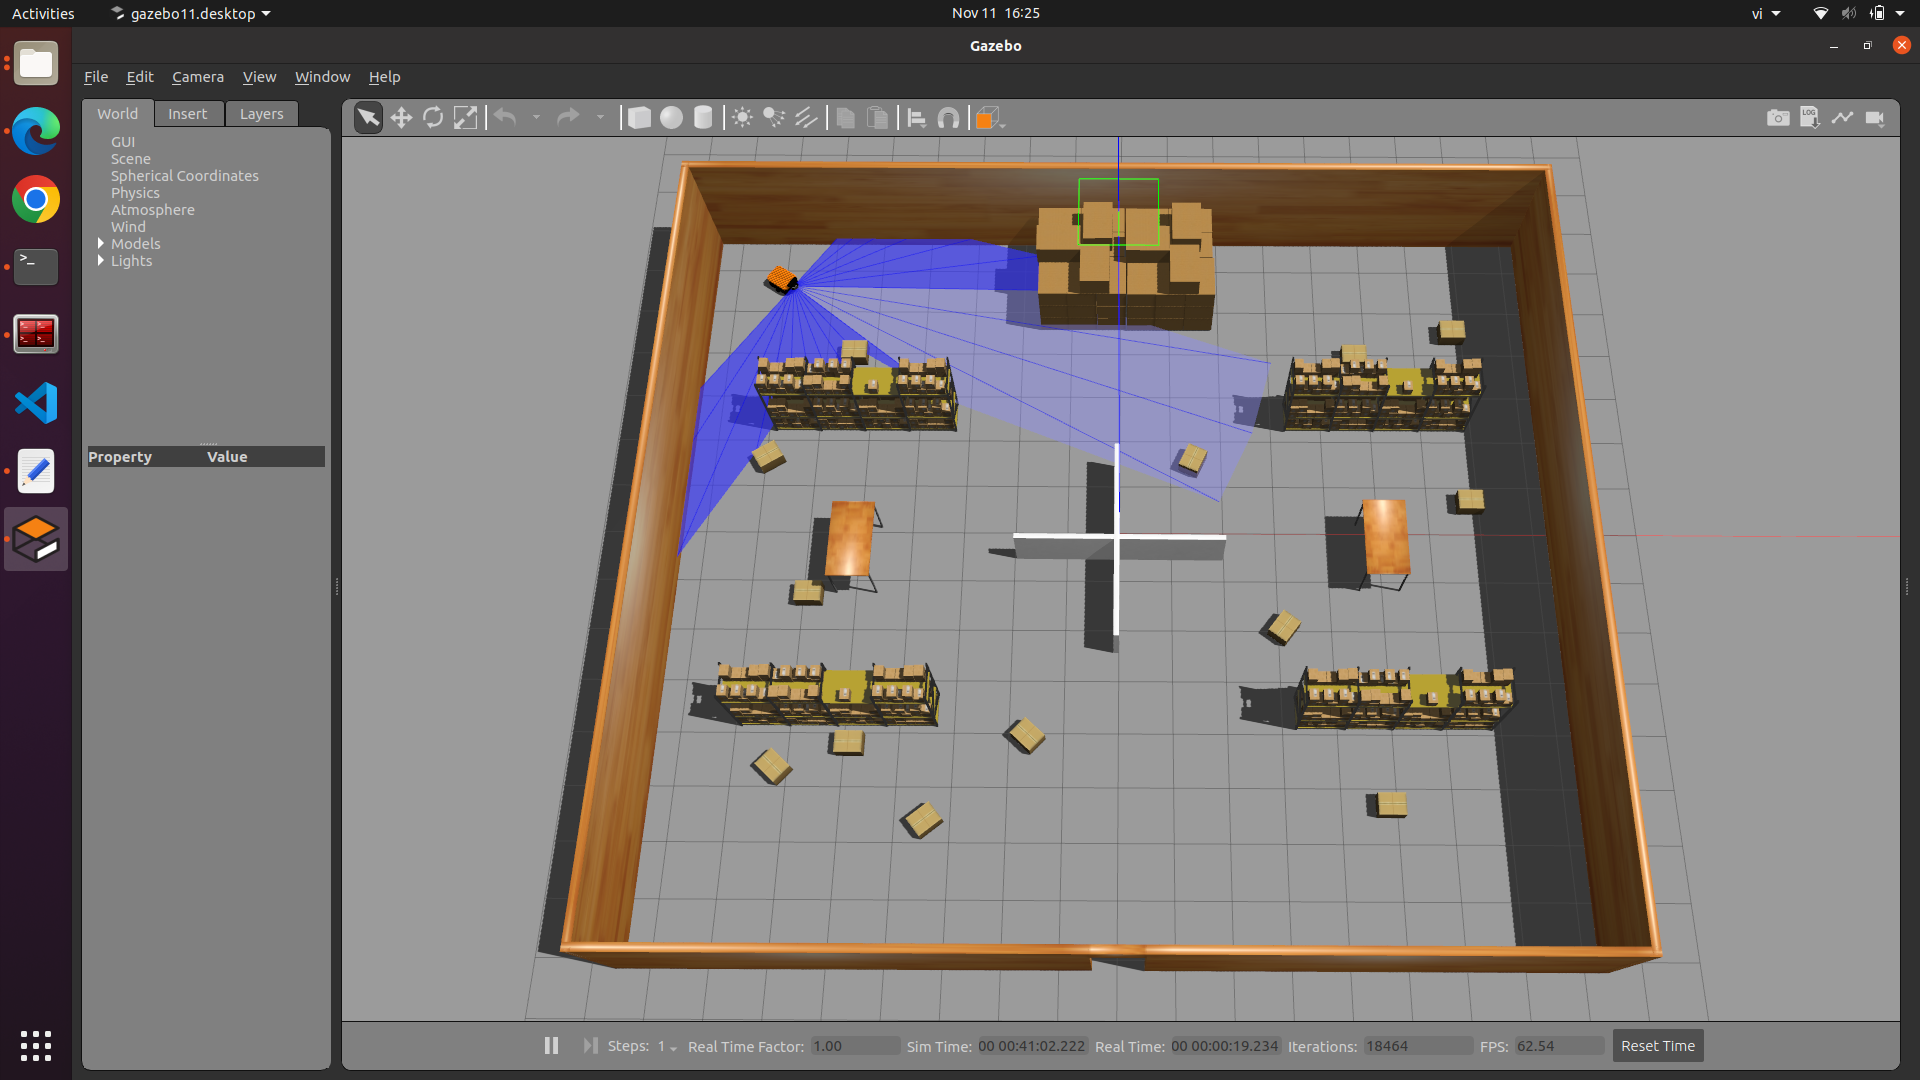 Activities gazebo11.desktop Nov 11 16:25 vi
Gazebo
File Edit Camera View Window Help
World Insert Layers
LOG
GUI
Scene
Spherical Coordinates
Physics
Atmosphere
Wind
Models
Lights
Property Value
Steps: 1 Real Time Factor: 1.00 Sim Time: 00 00:41:02.222 Real Time: 00 00:00:19.234 Iterations: 18464 FPS: 62.54 Reset Time